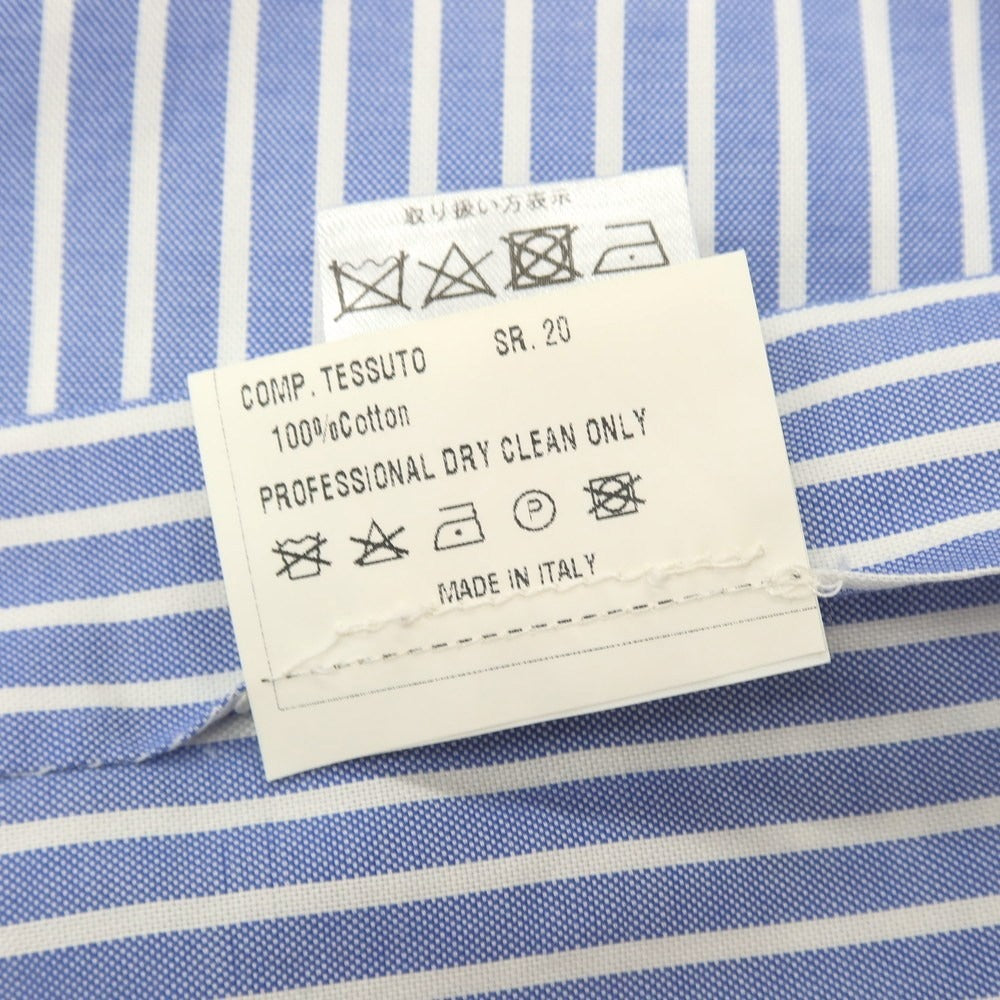 取り扱い方表示
SR. 20
COMP. TESSUTO
100%Cotton
PROFESSIONAL DRY CLEAN ONLY
P
MADE IN ITALY